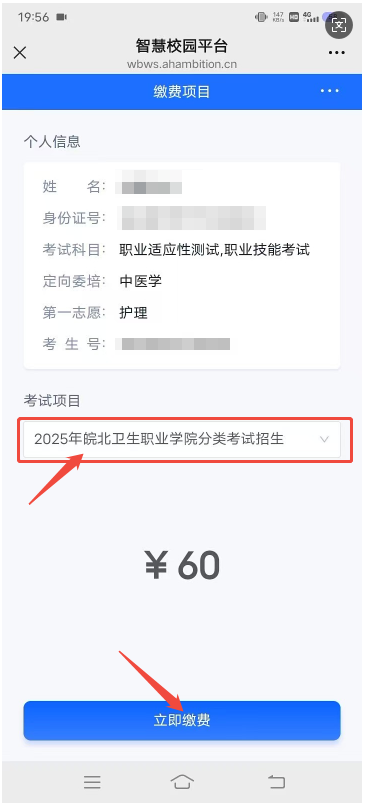 19:56
147 KB/s HD 4G
智慧校园平台
wbws.ahambition.cn
缴费项目
个人信息
姓 名：
身份证号：
考试科目： 职业适应性测试,职业技能考试
定向委培： 中医学
第一志愿： 护理
考 生 号：
考试项目
2025年皖北卫生职业学院分类考试招生
￥60
立即缴费